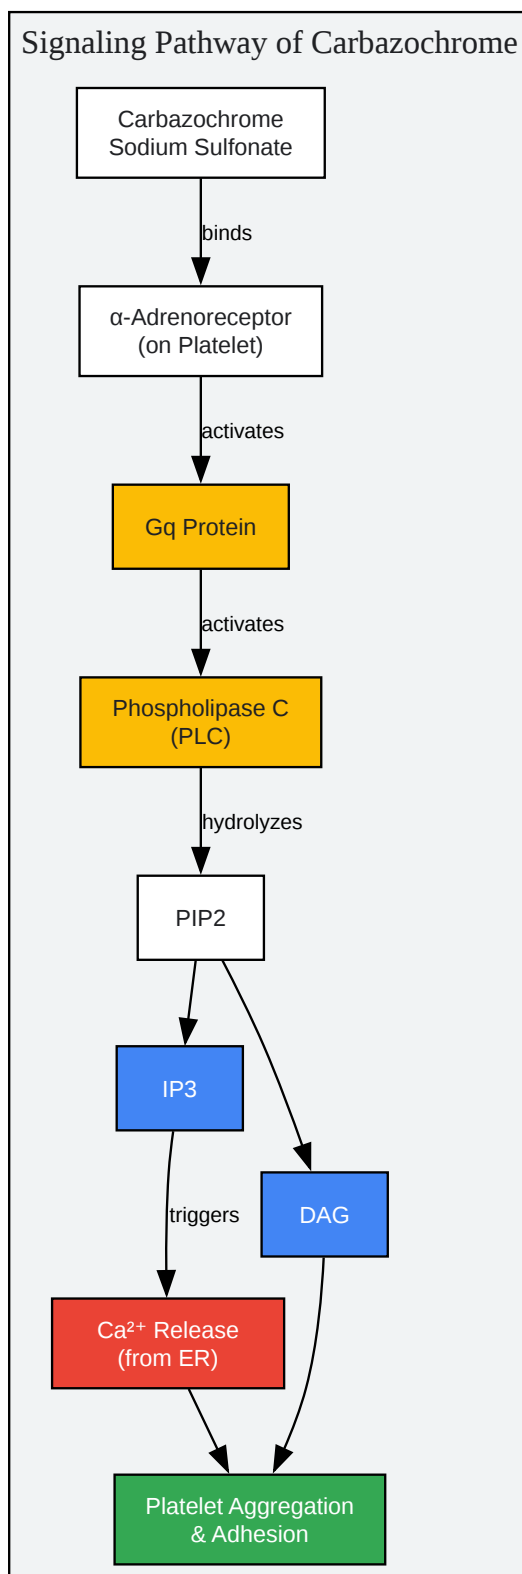 Signaling Pathway of Carbazochrome
Carbazochrome
Sodium Sulfonate
binds
α-Adrenoreceptor
(on Platelet)
activates
Gq Protein
activates
Phospholipase C
(PLC)
hydrolyzes
PIP2
IP3
DAG
triggers
Ca²⁺ Release
(from ER)
Platelet Aggregation
& Adhesion